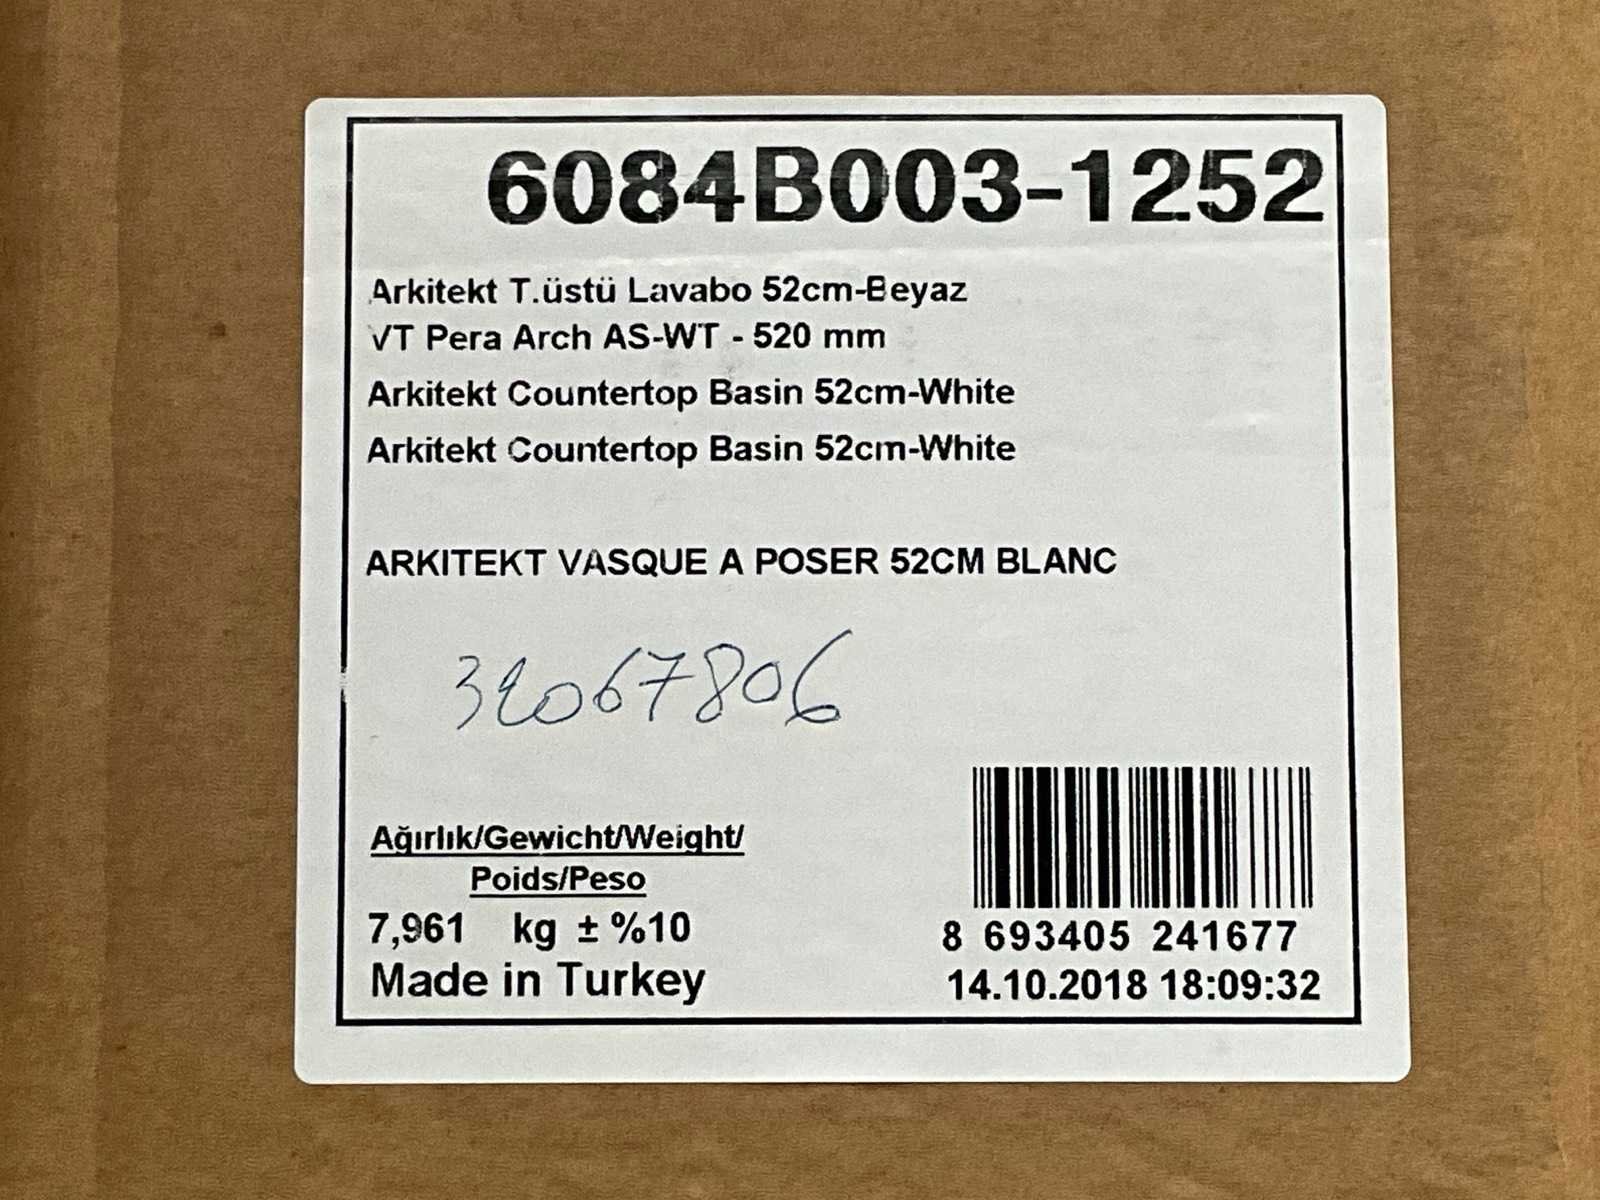 6084B003-1252
Arkitekt T.üstü Lavabo 52cm-Beyaz
VT Pera Arch AS-WT - 520 mm
Arkitekt Countertop Basin 52cm-White
Arkitekt Countertop Basin 52cm-White
ARKITEKT VASQUE A POSER 52CM BLANC
32067806
Ağırlık/Gewicht/Weight/
Poids/Peso
7,961 kg ± %10
Made in Turkey
8 693405 241677
14.10.2018 18:09:32